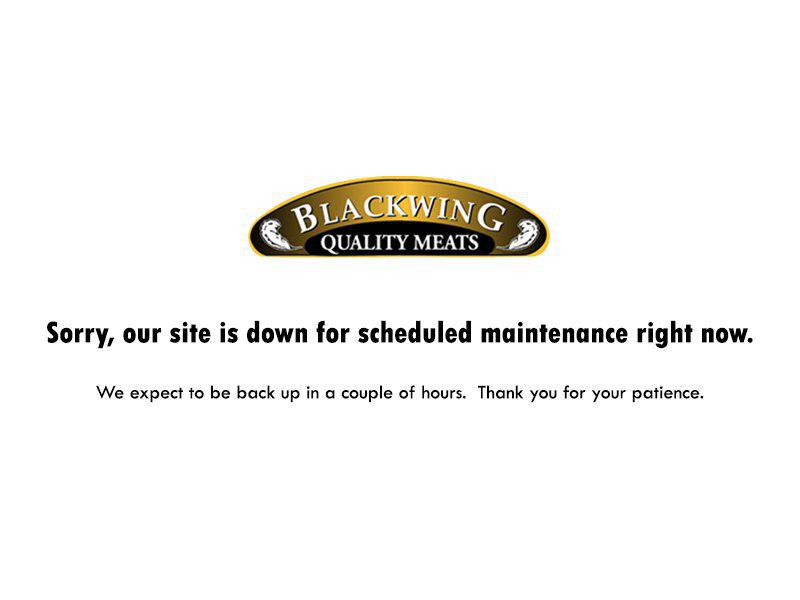 BLACKWING
QUALITY MEATS
Sorry, our site is down for scheduled maintenance right now.
We expect to be back up in a couple of hours. Thank you for your patience.